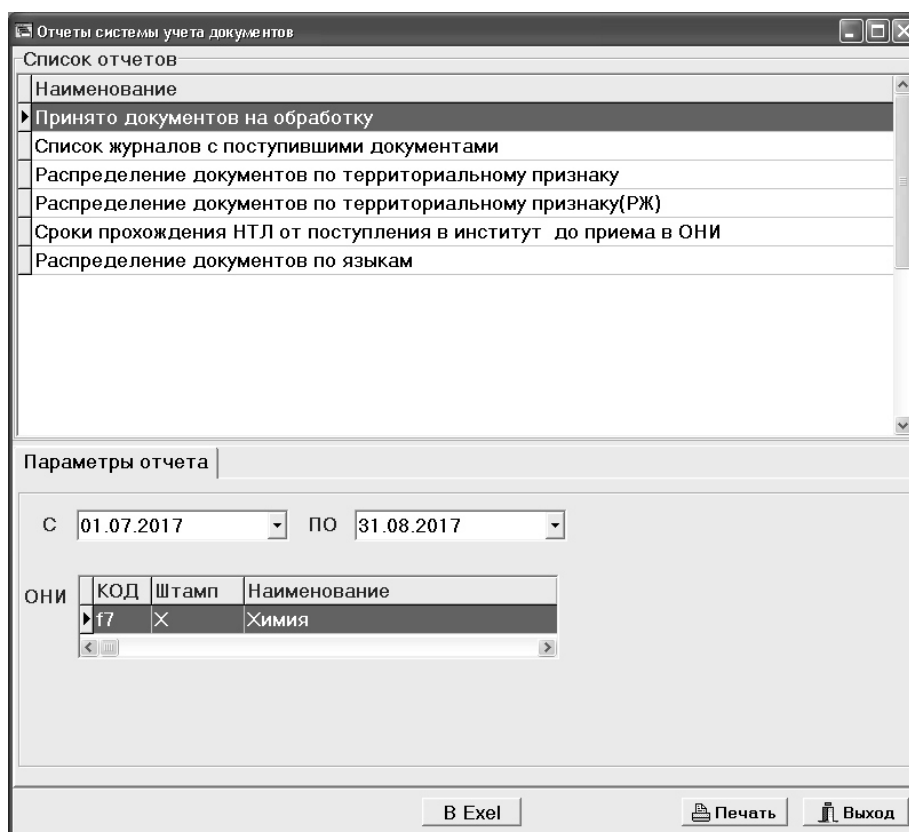 Отчеты системы учета документов
Список отчетов
Наименование
Принято документов на обработку
Список журналов с поступившими документами
Распределение документов по территориальному признаку
Распределение документов по территориальному признаку(РЖ)
Сроки прохождения НТЛ от поступления в институт до приема в ОНИ
Распределение документов по языкам
Параметры отчета
С 01.07.2017 ПО 31.08.2017
ОНИ КОД Штамп Наименование
f7 Х Химия
В Exel Печать Выход